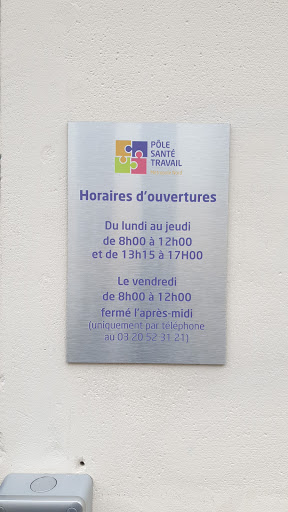 PÔLE
SANTÉ
TRAVAIL
Horaires d'ouvertures
Du lundi au jeudi
de 8h00 à 12h00
et de 13h15 à 17H00
Le vendredi
de 8h00 à 12h00
fermé l'après-midi
(uniquement par téléphone
au 03 20 52 31 21)